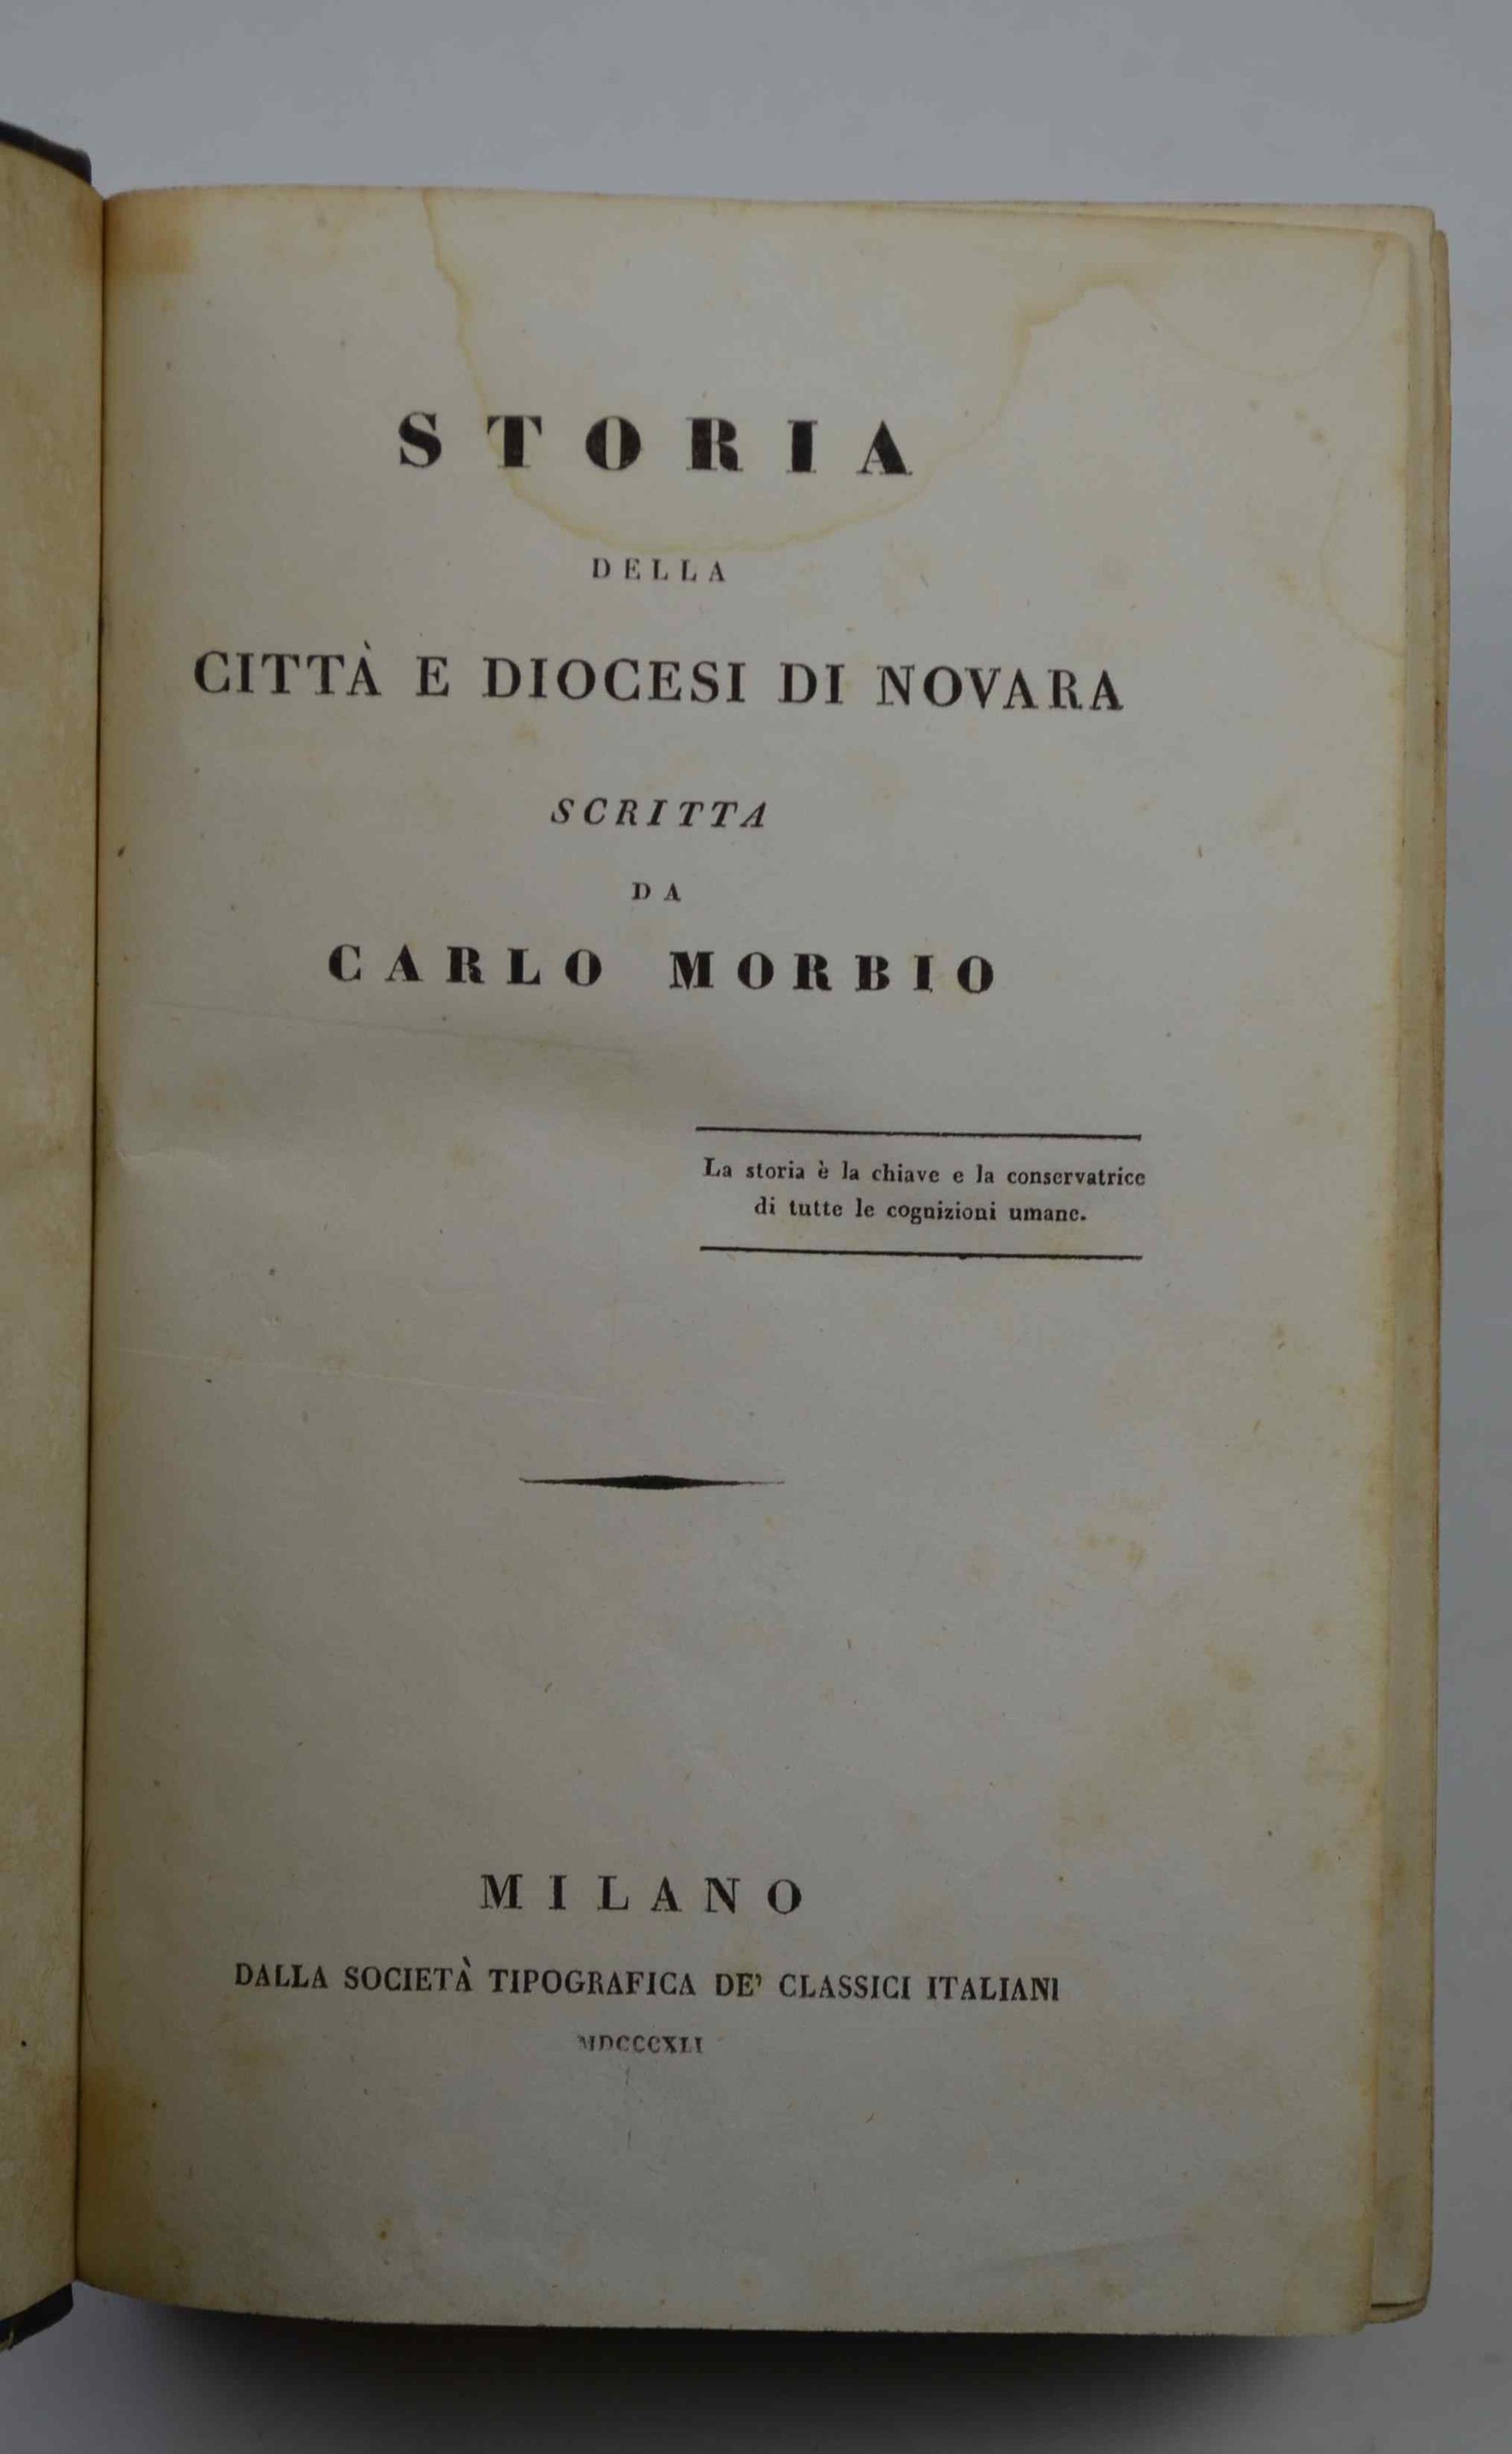 STORIA
DELLA
CITTÀ E DIOCESI DI NOVARA
SCRITTA
DA
CARLO MORBIO
La storia è la chiave e la conservatrice
di tutte le cognizioni umane.
MILANO
DALLA SOCIETÀ TIPOGRAFICA DE' CLASSICI ITALIANI
MDCCCXLI